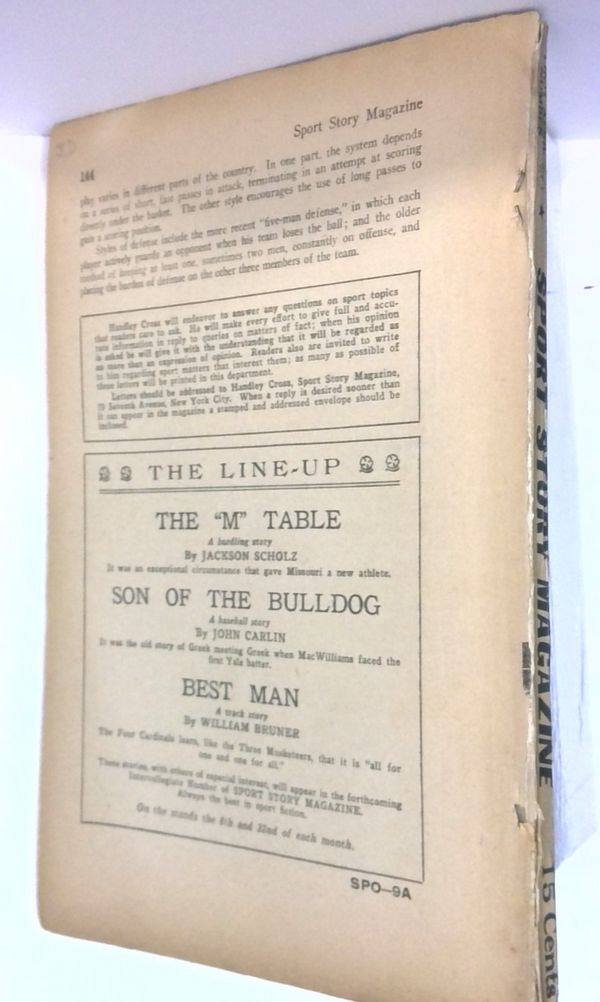 Sport Story Magazine
144
play varies in different parts of the country. In one part, the system depends
on a series of short, fast passes in attack, terminating in an attempt at scoring
directly under the basket. The other style encourages the use of long passes to
gain a scoring position.
Styles of defense include the more recent "five-man defense," in which each
player actively guards an opponent when his team loses the ball; and the older
method of keeping at least one, sometimes two men, constantly on offense, and
placing the burden of defense on the other three members of the team.
Handley Cross will endeavor to answer any questions on sport topics
that readers care to ask. He will make every effort to give full and accu-
rate information in reply to queries on matters of fact; when his opinion
is asked he will give it with the understanding that it will be regarded as
no more than an expression of opinion. Readers also are invited to write
to him regarding sport matters that interest them; as many as possible of
these letters will be printed in this department.
Letters should be addressed to Handley Cross, Sport Story Magazine,
79 Seventh Avenue, New York City. When a reply is desired sooner than
it can appear in the magazine a stamped and addressed envelope should be
inclosed.
THE LINE-UP
THE "M" TABLE
A hurdling story
By JACKSON SCHOLZ
It was an exceptional circumstance that gave Missouri a new athlete.
SON OF THE BULLDOG
A baseball story
By JOHN CARLIN
It was the old story of Greek meeting Greek when MacWilliams faced the
first Yale batter.
BEST MAN
A track story
By WILLIAM BRUNER
The Four Cardinals learn, like the Three Musketeers, that it is "all for
one and one for all."
These stories, with others of especial interest, will appear in the forthcoming
Intercollegiate Number of SPORT STORY MAGAZINE.
Always the best in sport fiction.
On the stands the 8th and 22nd of each month.
SPO—9A
SPORT STORY MAGAZINE
15 Cents